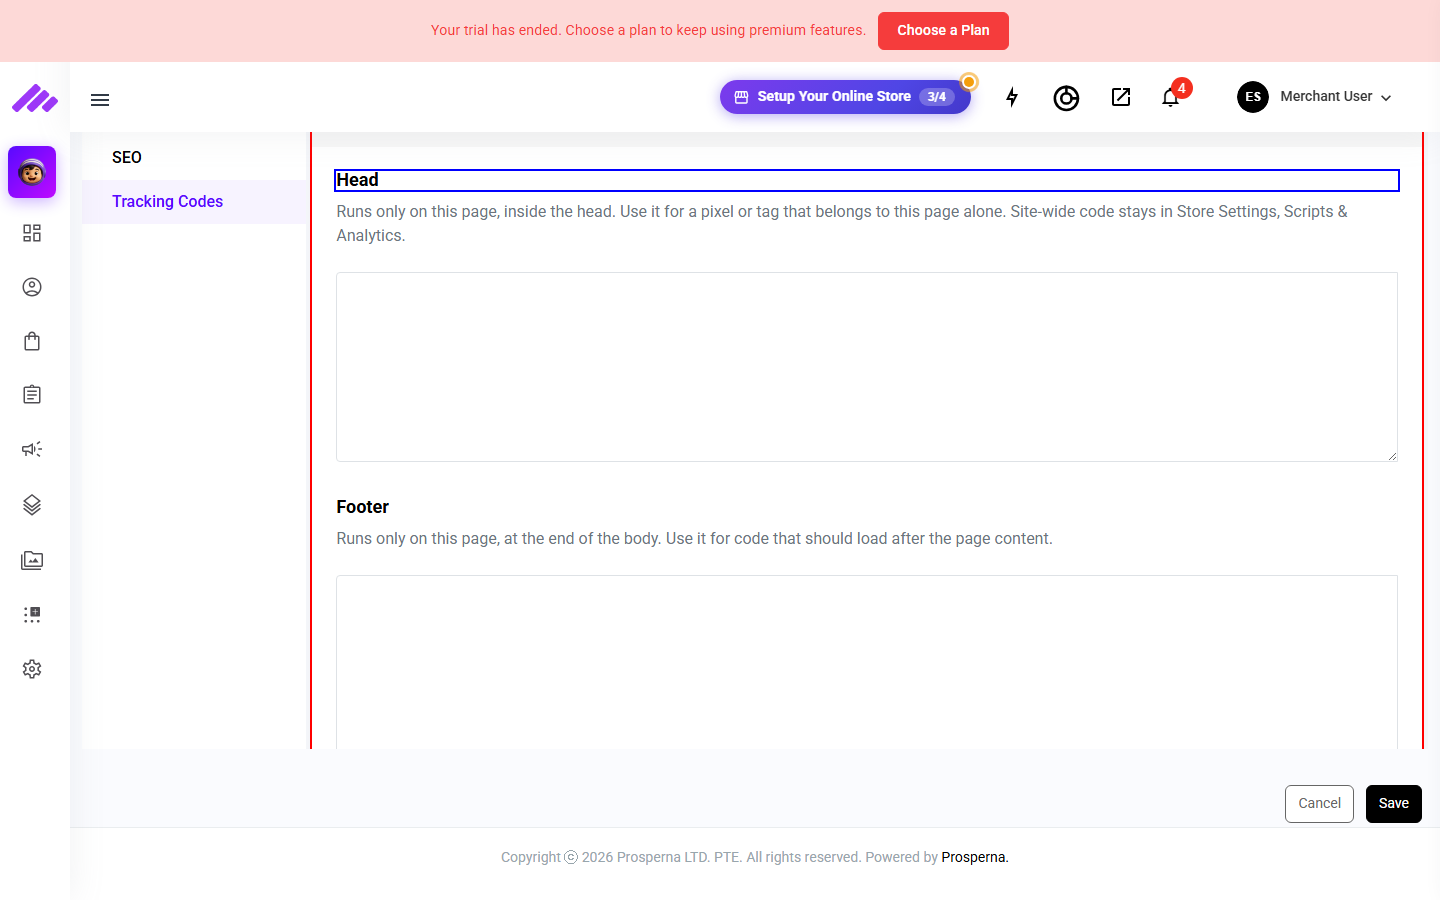 Your trial has ended. Choose a plan to keep using premium features.
Choose a Plan
Setup Your Online Store 3/4
4
ES
Merchant User
SEO
Tracking Codes
Head
Runs only on this page, inside the head. Use it for a pixel or tag that belongs to this page alone. Site-wide code stays in Store Settings, Scripts &
Analytics.
Footer
Runs only on this page, at the end of the body. Use it for code that should load after the page content.
Cancel
Save
Copyright © 2026 Prosperna LTD. PTE. All rights reserved. Powered by Prosperna.